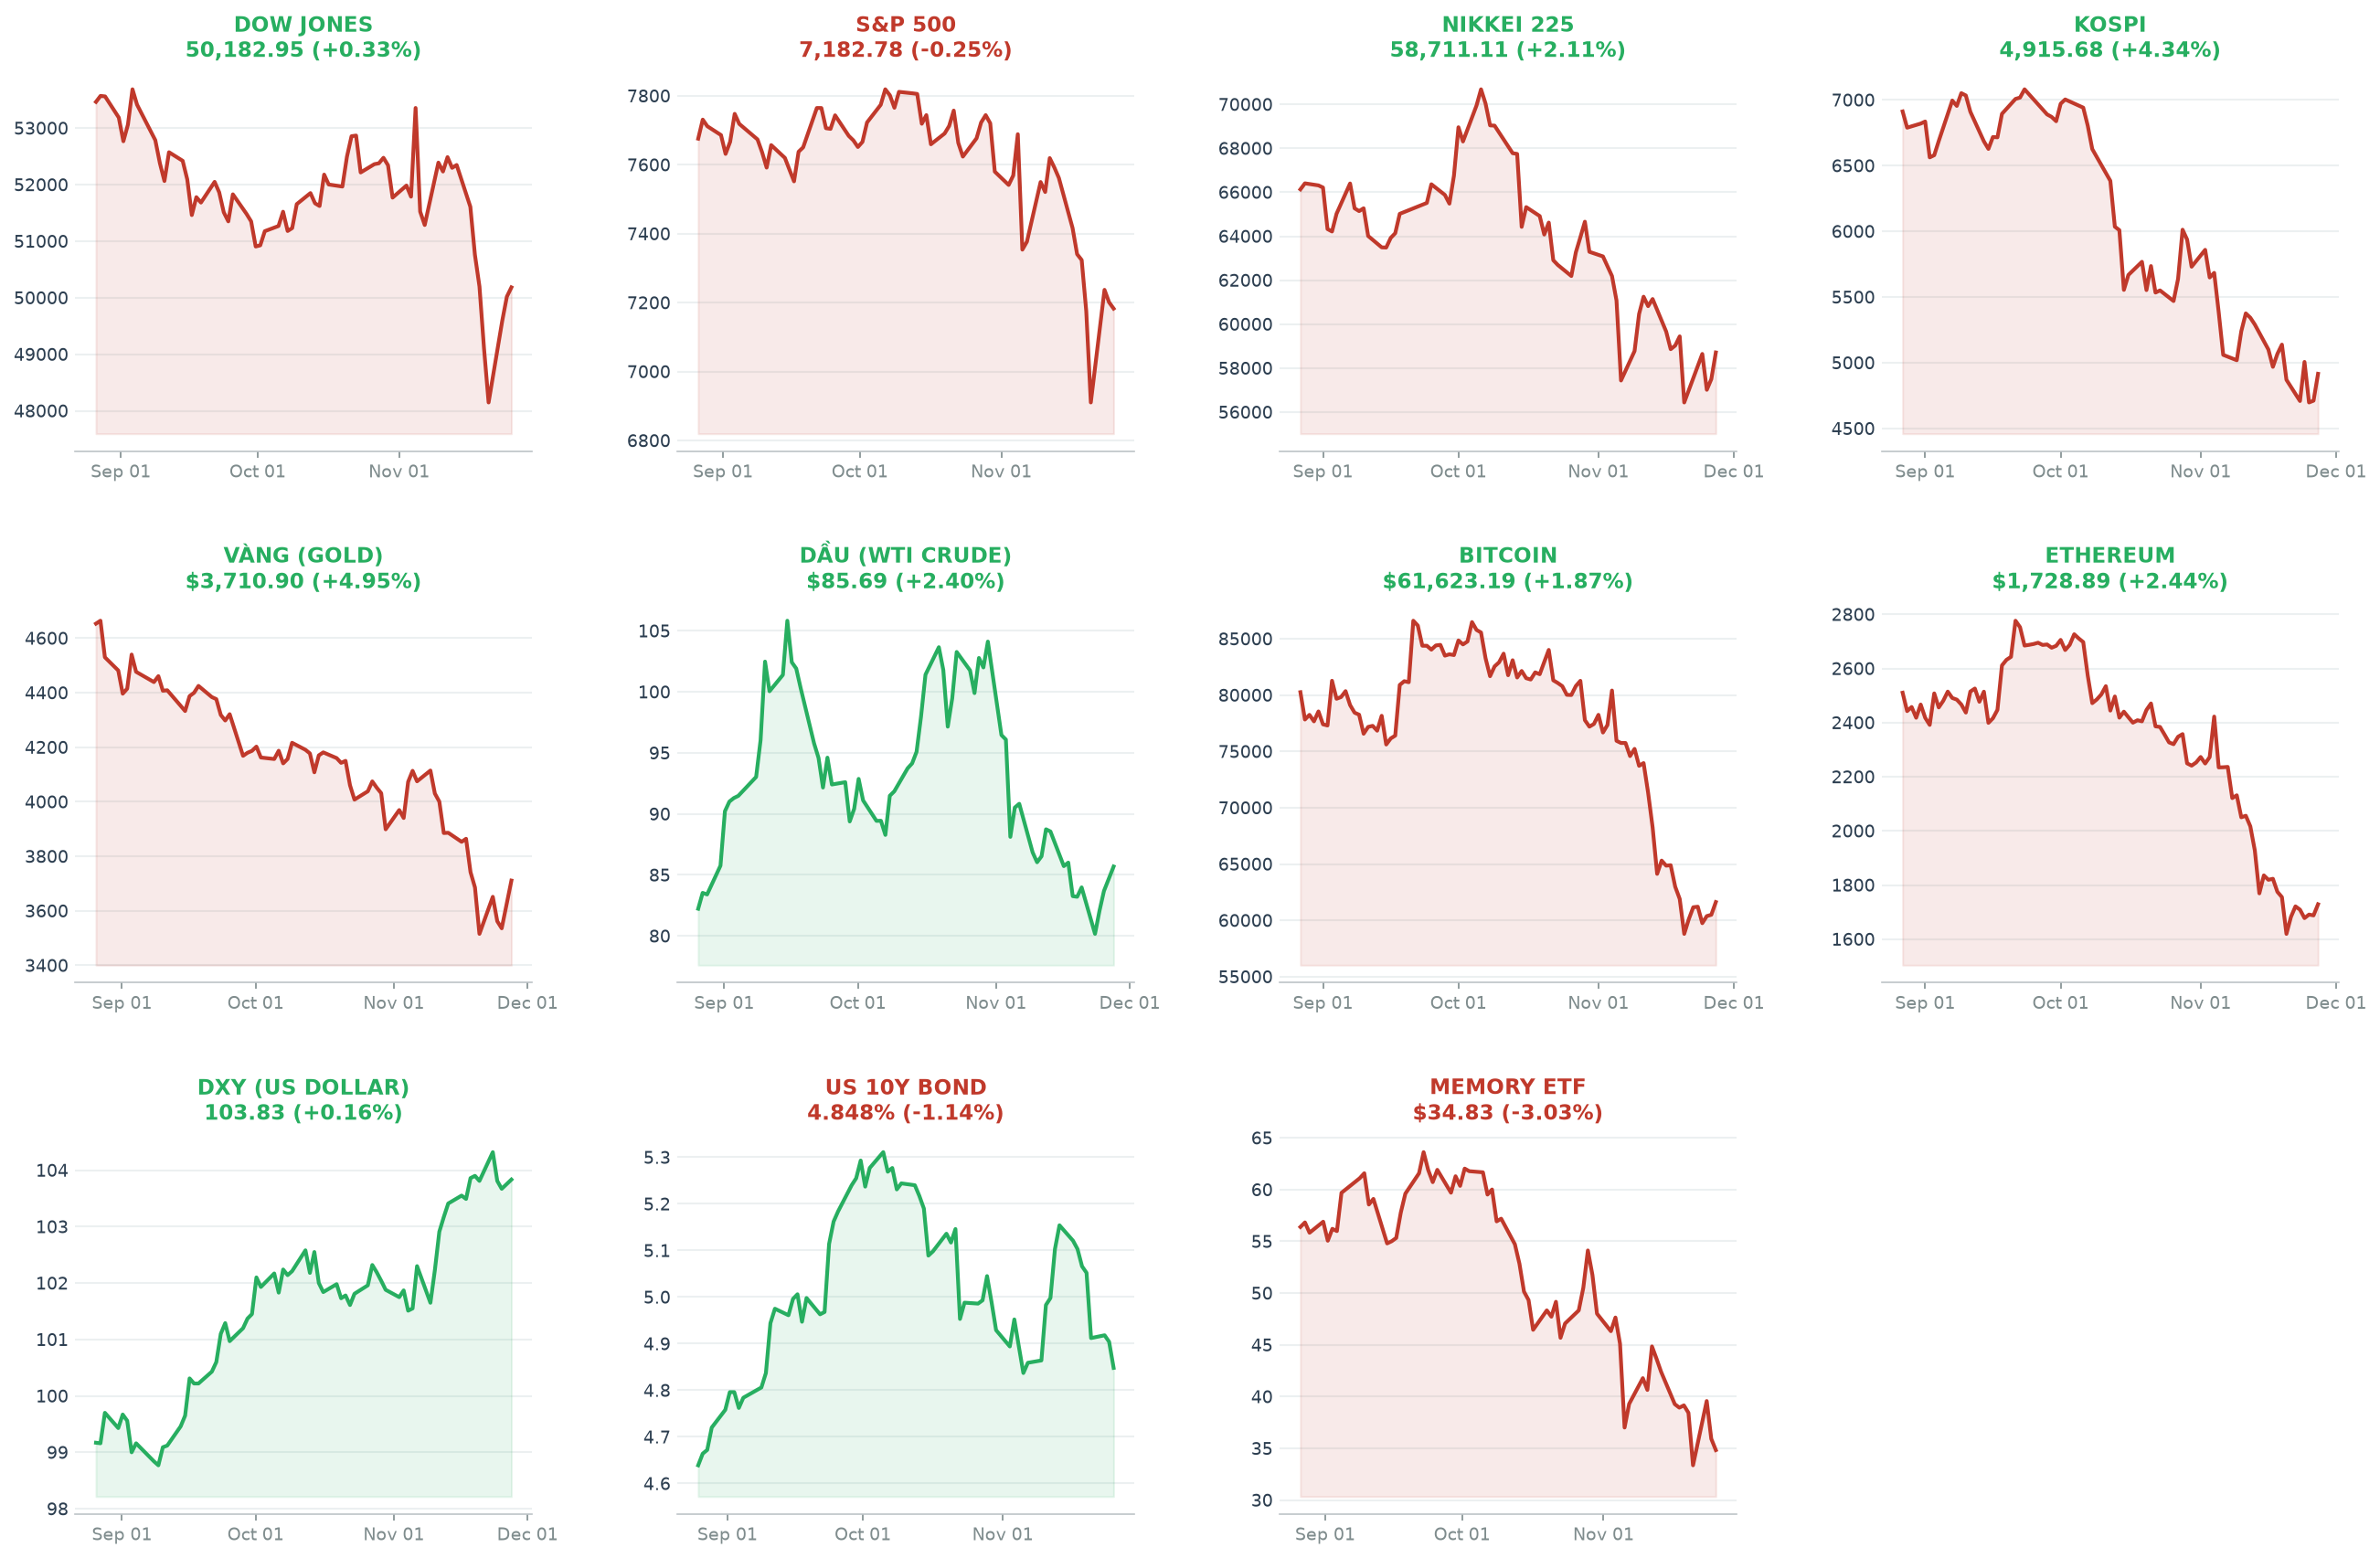 DOW JONES
50,182.95 (+0.33%)
53000
52000
51000
50000
49000
48000
Sep 01
Oct 01
Nov 01
S&P 500
7,182.78 (-0.25%)
7800
7600
7400
7200
7000
6800
Sep 01
Oct 01
Nov 01
NIKKEI 225
58,711.11 (+2.11%)
70000
68000
66000
64000
62000
60000
58000
56000
Sep 01
Oct 01
Nov 01
Dec 01
KOSPI
4,915.68 (+4.34%)
7000
6500
6000
5500
5000
4500
Sep 01
Oct 01
Nov 01
Dec 01
VÀNG (GOLD)
$3,710.90 (+4.95%)
4600
4400
4200
4000
3800
3600
3400
Sep 01
Oct 01
Nov 01
Dec 01
DẦU (WTI CRUDE)
$85.69 (+2.40%)
105
100
95
90
85
80
Sep 01
Oct 01
Nov 01
Dec 01
BITCOIN
$61,623.19 (+1.87%)
85000
80000
75000
70000
65000
60000
55000
Sep 01
Oct 01
Nov 01
Dec 01
ETHEREUM
$1,728.89 (+2.44%)
2800
2600
2400
2200
2000
1800
1600
Sep 01
Oct 01
Nov 01
Dec 01
DXY (US DOLLAR)
103.83 (+0.16%)
104
103
102
101
100
99
98
Sep 01
Oct 01
Nov 01
Dec 01
US 10Y BOND
4.848% (-1.14%)
5.3
5.2
5.1
5.0
4.9
4.8
4.7
4.6
Sep 01
Oct 01
Nov 01
MEMORY ETF
$34.83 (-3.03%)
65
60
55
50
45
40
35
30
Sep 01
Oct 01
Nov 01